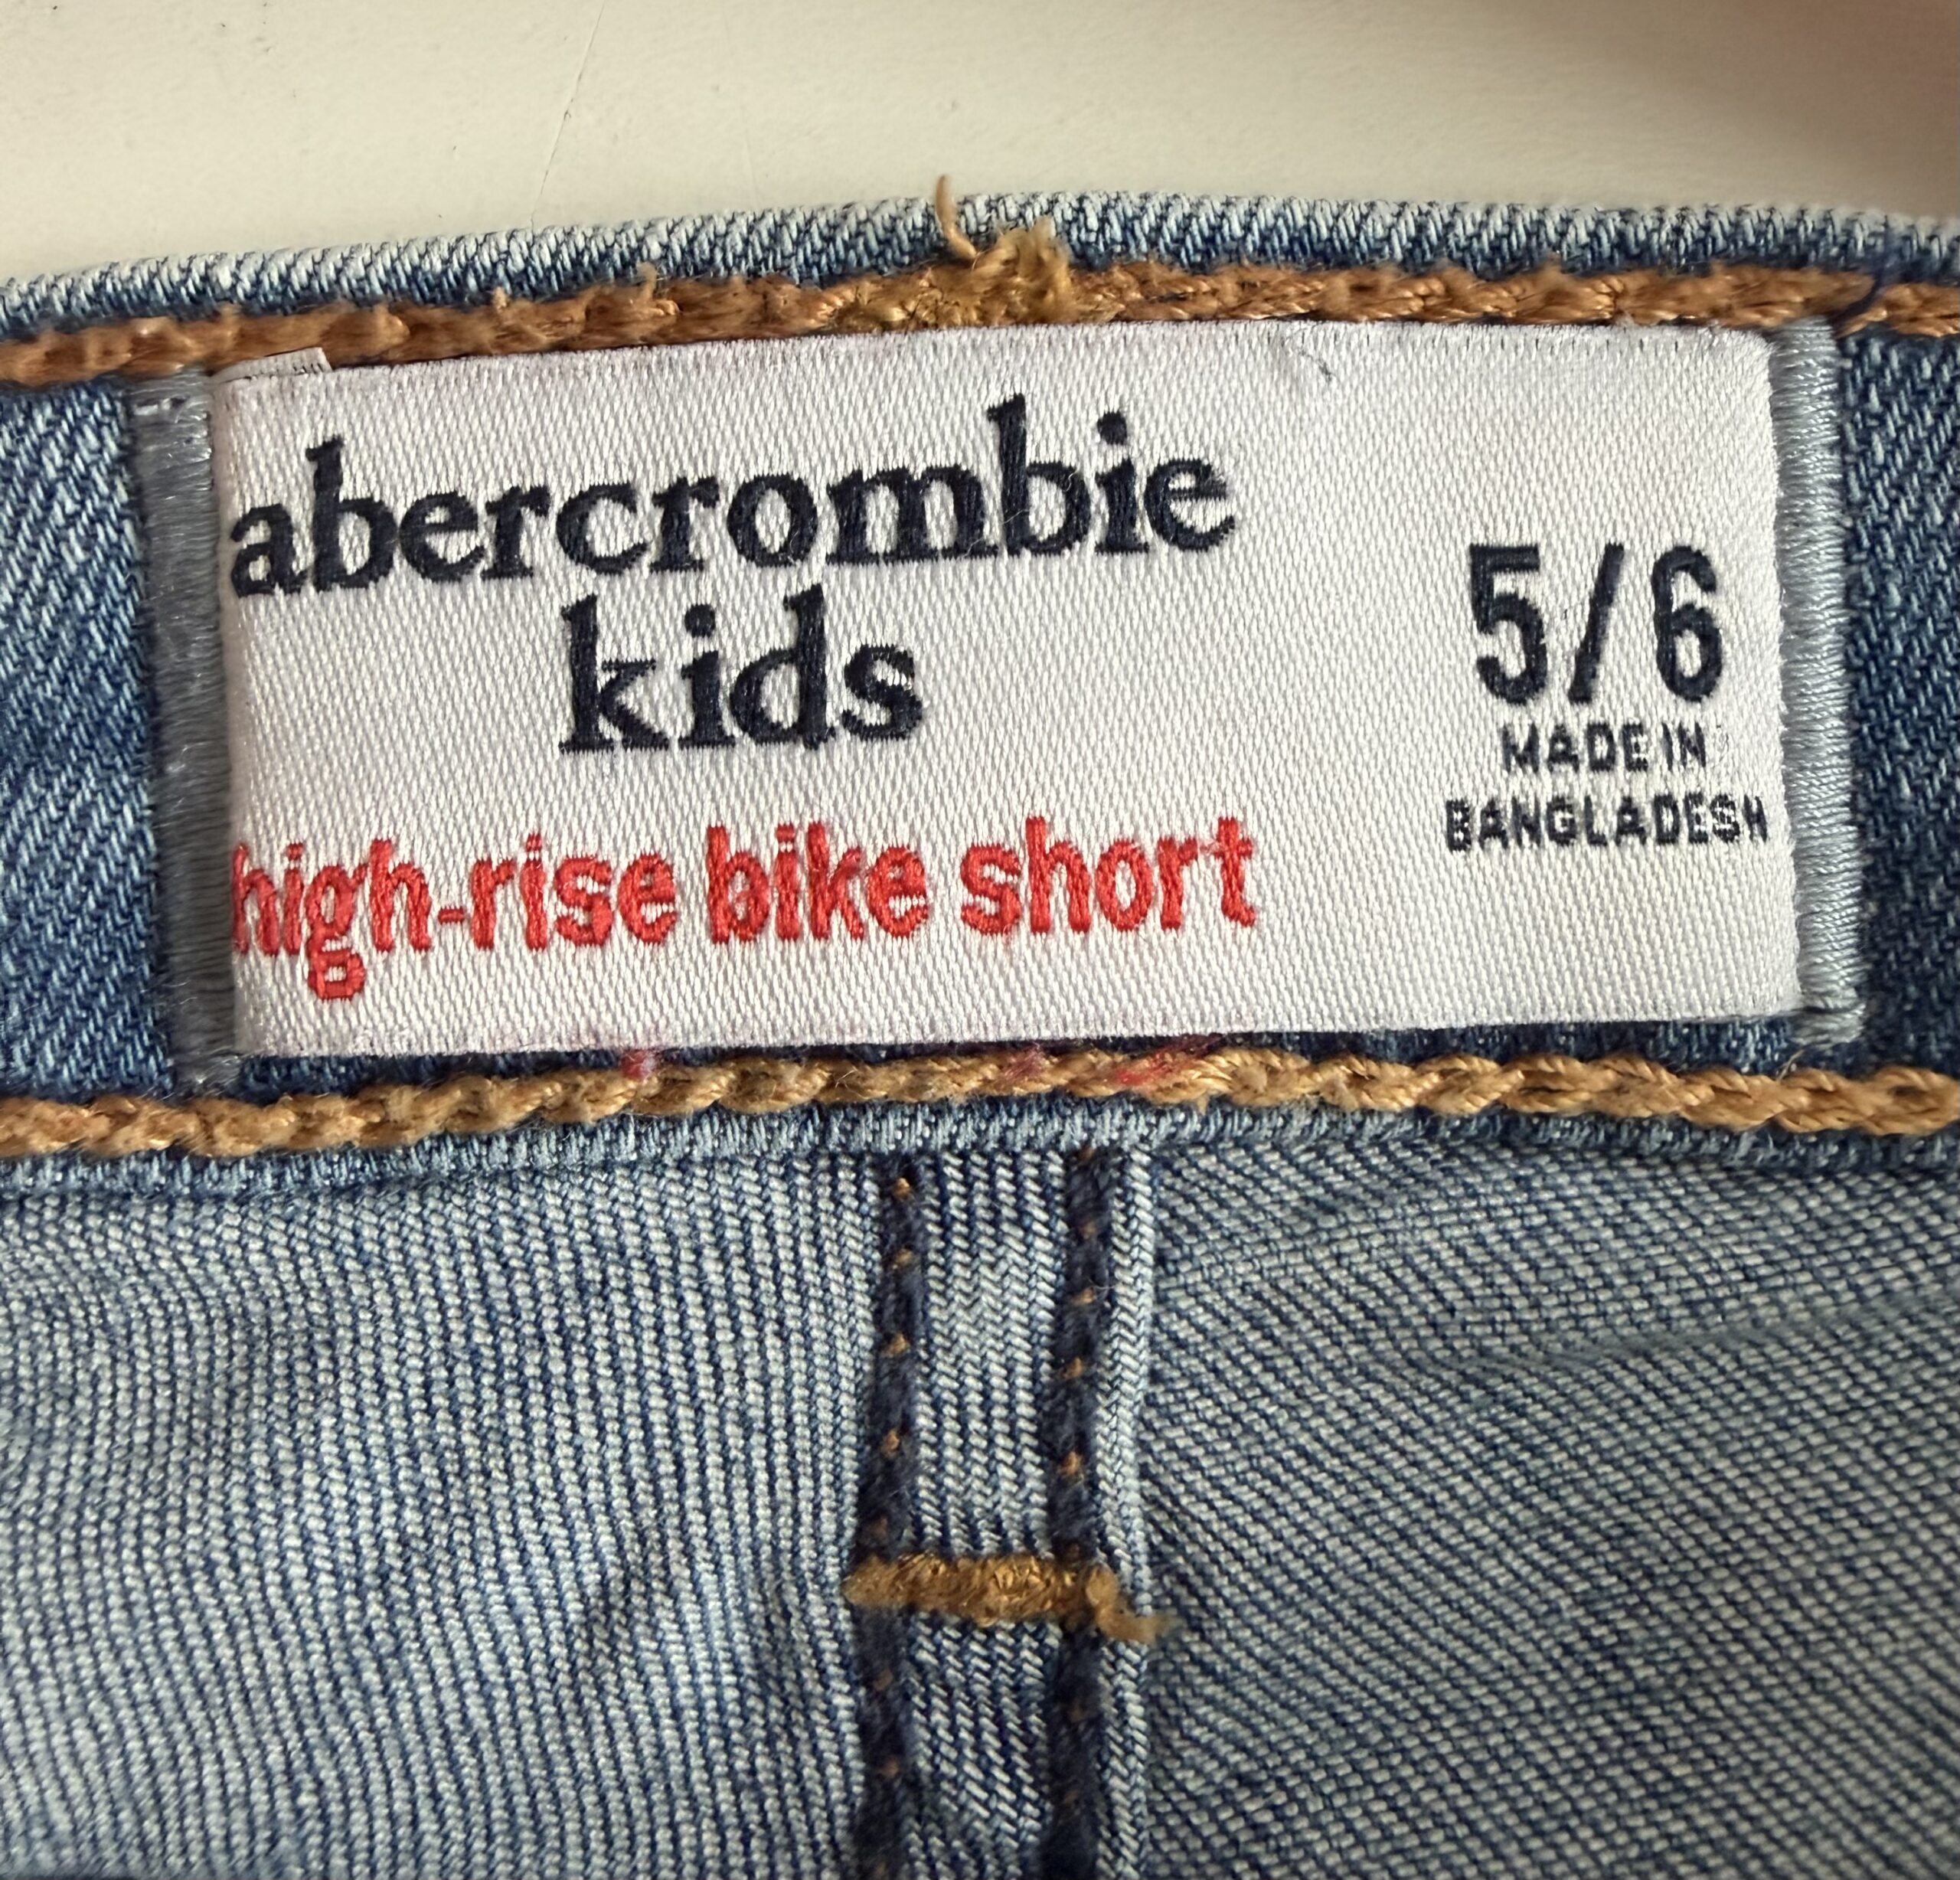 abercrombie
kids
high-rise bike short
5/6
MADE IN
BANGLADESH